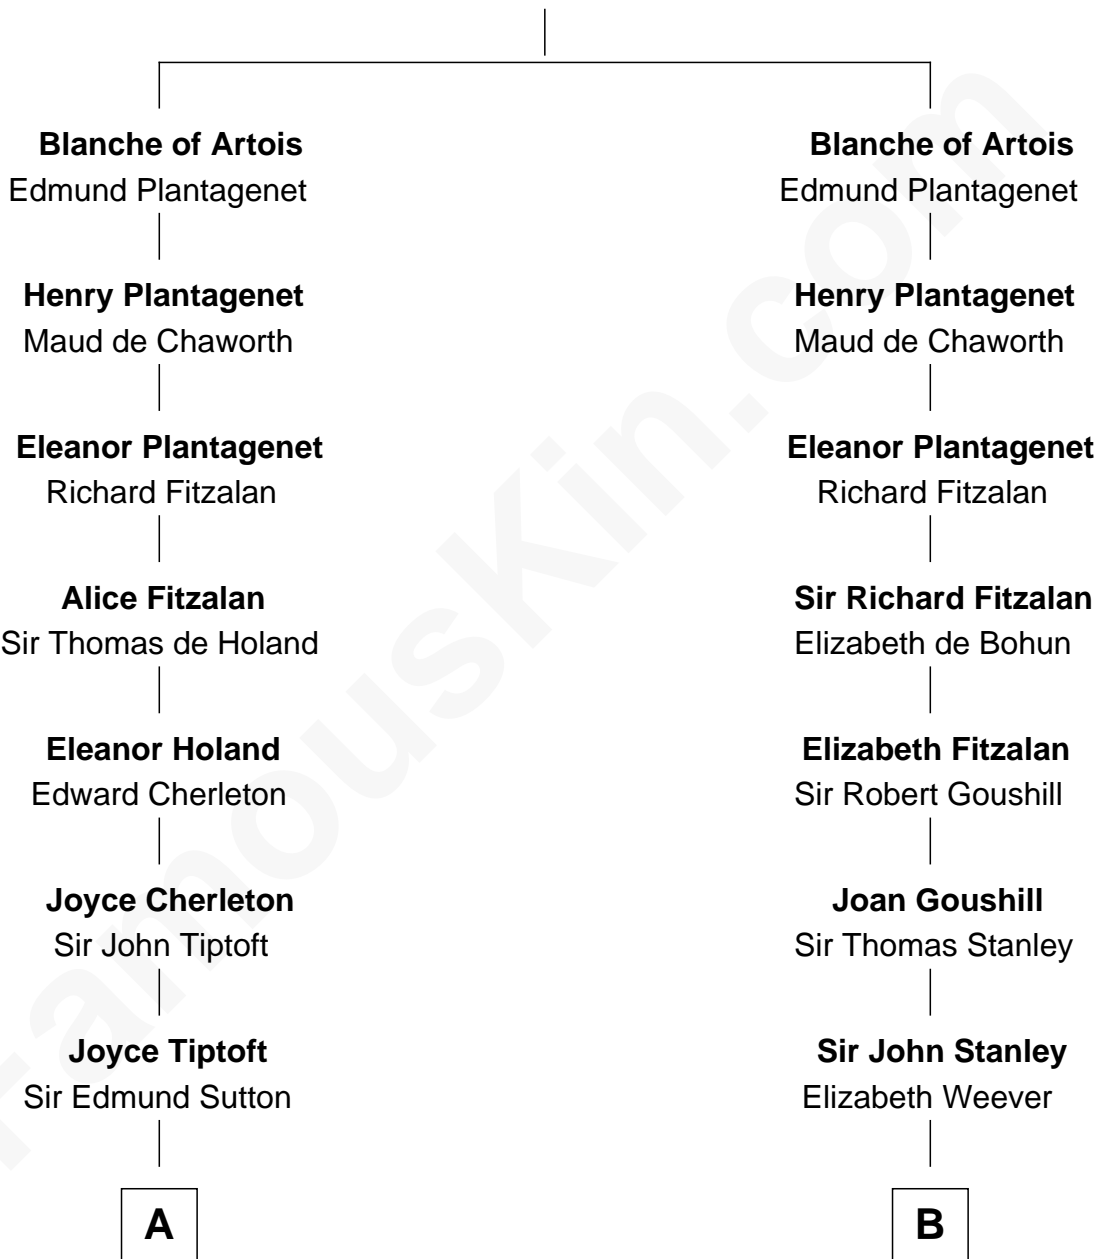 Blanche of Artois
Edmund Plantagenet
Henry Plantagenet
Maud de Chaworth
Eleanor Plantagenet
Richard Fitzalan
Alice Fitzalan
Sir Thomas de Holand
Eleanor Holand
Edward Cherleton
Joyce Cherleton
Sir John Tiptoft
Joyce Tiptoft
Sir Edmund Sutton
A
Blanche of Artois
Edmund Plantagenet
Henry Plantagenet
Maud de Chaworth
Eleanor Plantagenet
Richard Fitzalan
Sir Richard Fitzalan
Elizabeth de Bohun
Elizabeth Fitzalan
Sir Robert Goushill
Joan Goushill
Sir Thomas Stanley
Sir John Stanley
Elizabeth Weever
B
FamousKin.com